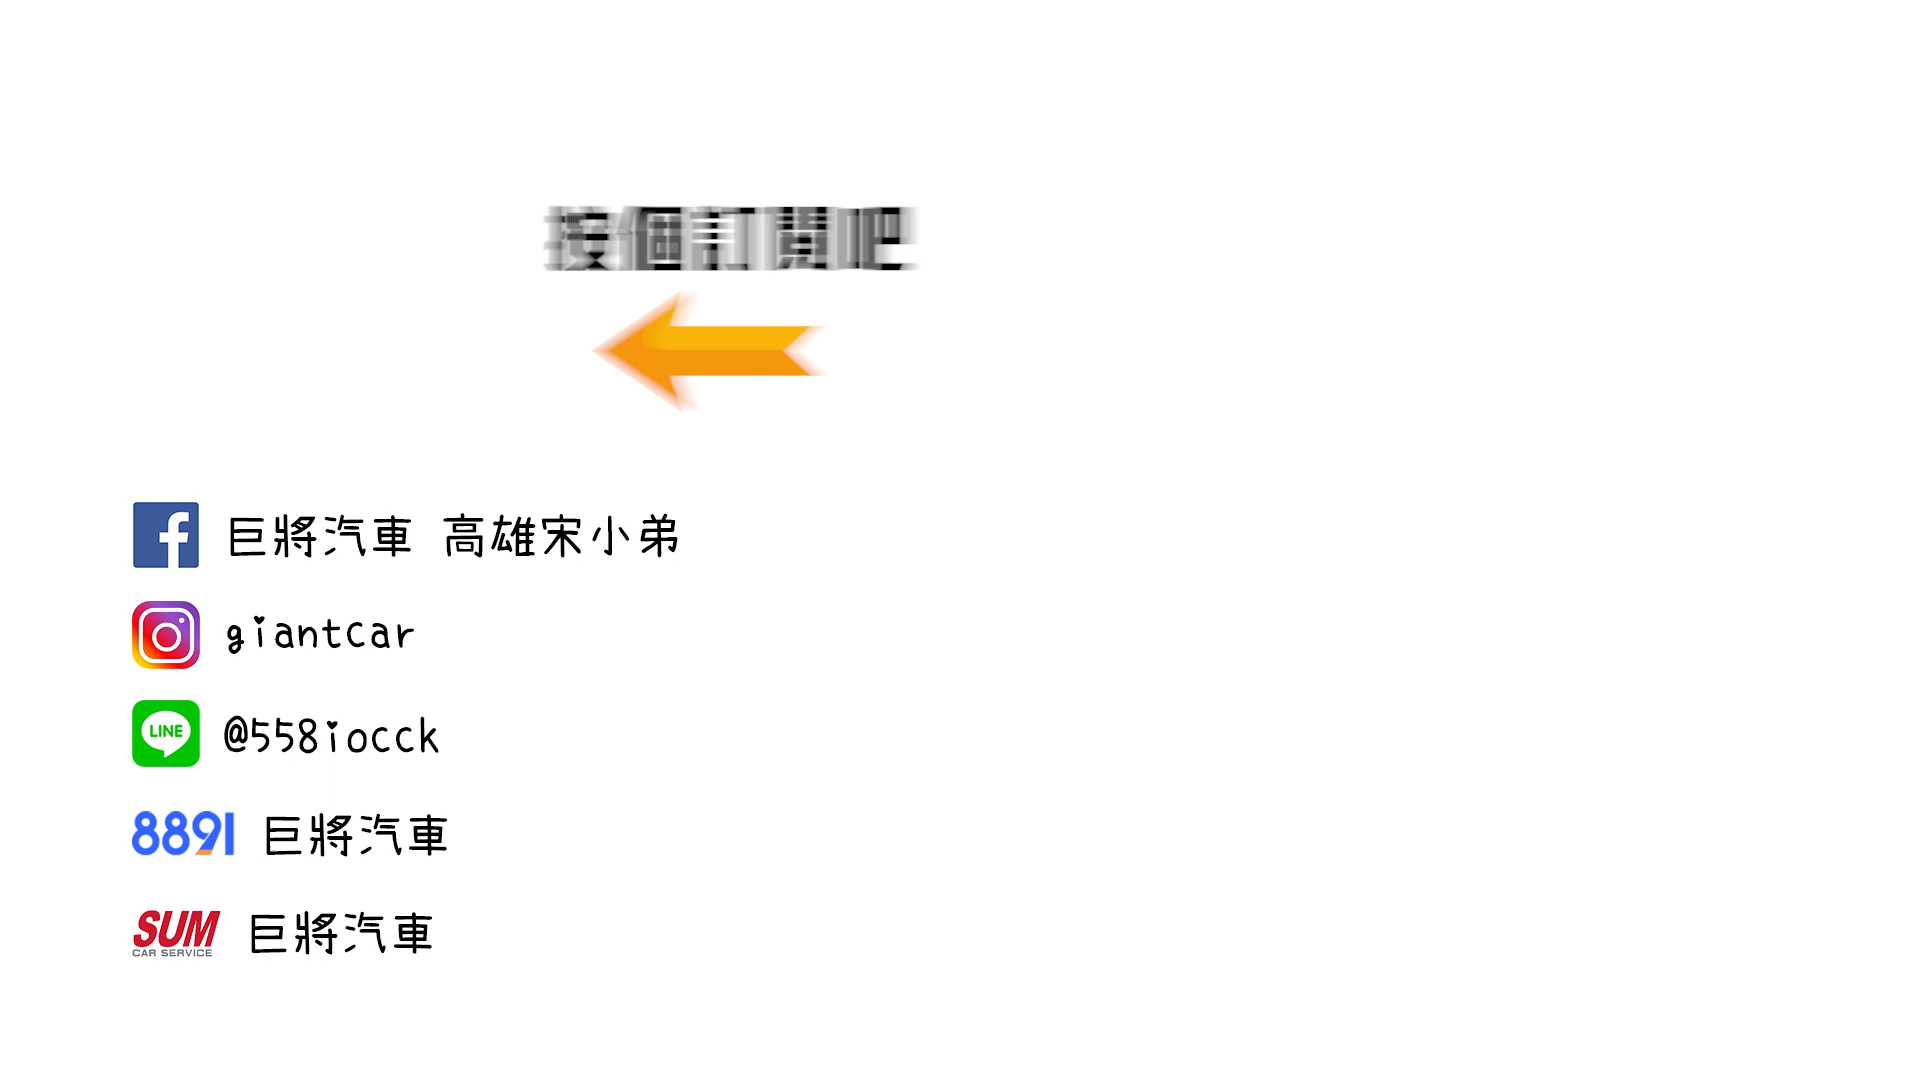 按個訂閱吧
巨將汽車 高雄宋小弟
giantcar
LINE @558iocck
8891 巨將汽車
SUM CAR SERVICE 巨將汽車